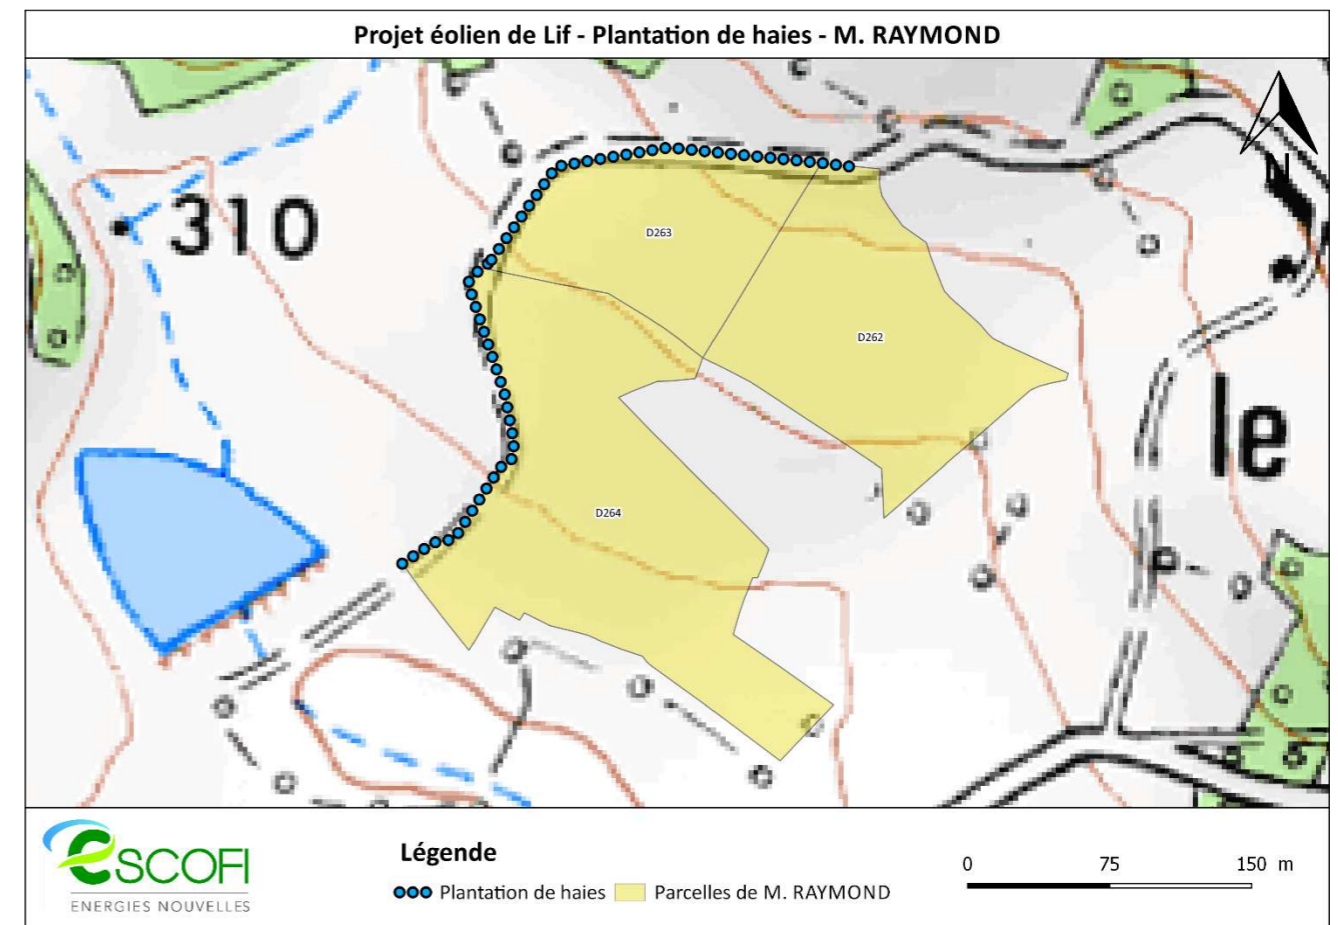 Projet éolien de Lif - Plantation de haies - M. RAYMOND
N
310
D263
D262
le
D264
ESCOFI
ENERGIES NOUVELLES
Légende
Plantation de haies
Parcelles de M. RAYMOND
0 75 150 m